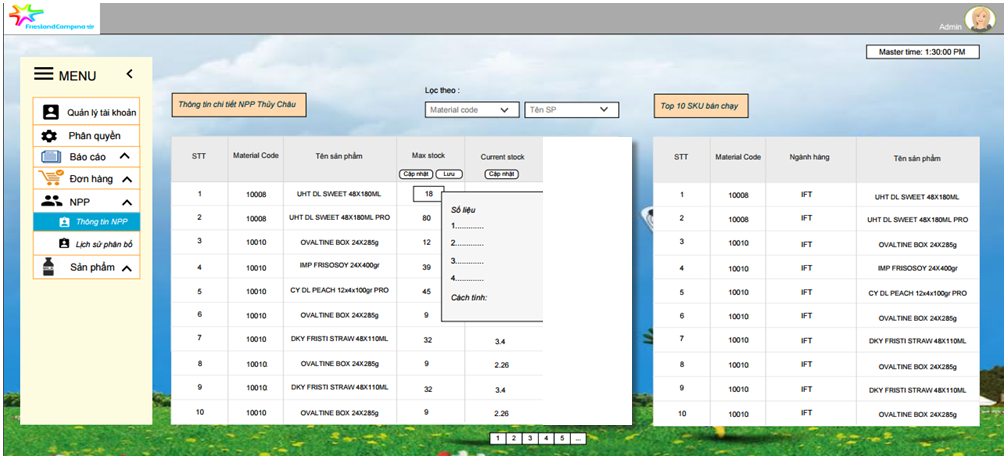 FrieslandCampina
Admin
Master time: 1:30:00 PM
MENU <
Quản lý tài khoản
Phân quyền
Báo cáo
Đơn hàng
NPP
Thông tin NPP
Lịch sử phân bổ
Sản phẩm
Thông tin chi tiết NPP Thủy Châu
Lọc theo :
Material code
Tên SP
Top 10 SKU bán chạy
STT Material Code Tên sản phẩm Max stock Current stock
Cập nhật Lưu Cập nhật
1 10008 UHT DL SWEET 48X180ML 18
2 10008 UHT DL SWEET 48X180ML PRO 80
3 10010 OVALTINE BOX 24X285g 12
4 10010 IMP FRISOSOY 24X400gr 39
5 10010 CY DL PEACH 12x4x100gr PRO 45
6 10010 OVALTINE BOX 24X285g 9
7 10010 DKY FRISTI STRAW 48X110ML 32 3.4
8 10010 OVALTINE BOX 24X285g 9 2.26
9 10010 DKY FRISTI STRAW 48X110ML 32 3.4
10 10010 OVALTINE BOX 24X285g 9 2.26
Số liệu
1.............
2.............
3.............
4.............
Cách tính:
1 2 3 4 5 ...
STT Material Code Ngành hàng Tên sản phẩm
1 10008 IFT UHT DL SWEET 48X180ML
2 10008 IFT UHT DL SWEET 48X180ML PRO
3 10010 IFT OVALTINE BOX 24X285g
4 10010 IFT IMP FRISOSOY 24X400gr
5 10010 IFT CY DL PEACH 12x4x100gr PRO
6 10010 IFT OVALTINE BOX 24X285g
7 10010 IFT DKY FRISTI STRAW 48X110ML
8 10010 IFT OVALTINE BOX 24X285g
9 10010 IFT DKY FRISTI STRAW 48X110ML
10 10010 IFT OVALTINE BOX 24X285g